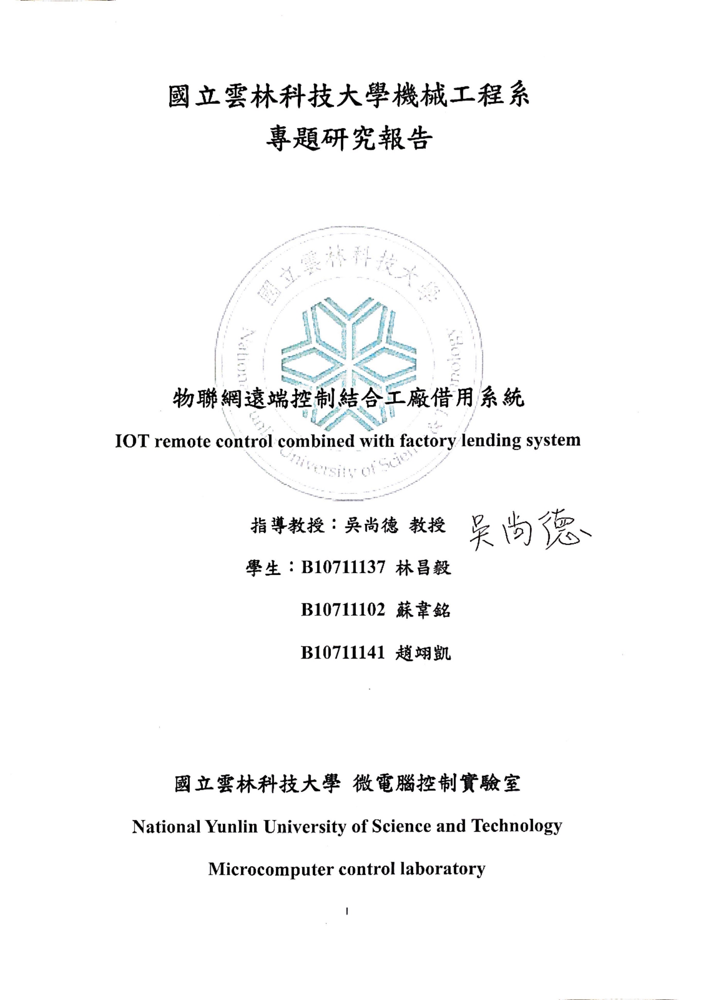 國立雲林科技大學機械工程系
專題研究報告
國立雲林科技大學
物聯網遠端控制結合工廠借用系統
IOT remote control combined with factory lending system
University of
指導教授：吳尚德 教授 吳尚德
學生：B10711137 林昌毅
B10711102 蘇韋銘
B10711141 趙翊凱
國立雲林科技大學 微電腦控制實驗室
National Yunlin University of Science and Technology
Microcomputer control laboratory
I